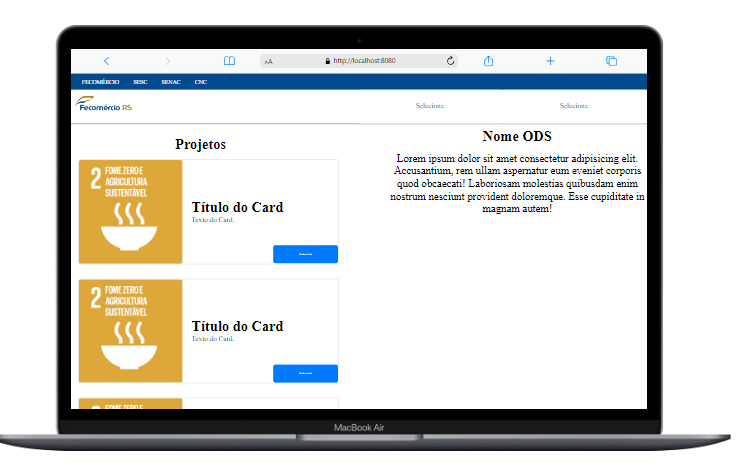 AA
http://localhost:8080
FECOMÉRCIO SESC SENAC CNC
Fecomércio RS
Selecione
Selecione
Projetos
Nome ODS
Lorem ipsum dolor sit amet consectetur adipisicing elit.
Accusantium, rem ullam aspernatur eum eveniet corporis
quod obcaecati! Laboriosam molestias quibusdam enim
nostrum nesciunt provident doloremque. Esse cupiditate in
magnam autem!
2 FOME ZERO E
AGRICULTURA
SUSTENTÁVEL
Título do Card
Texto do Card.
2 FOME ZERO E
AGRICULTURA
SUSTENTÁVEL
Título do Card
Texto do Card.
2 FOME ZERO E
MacBook Air